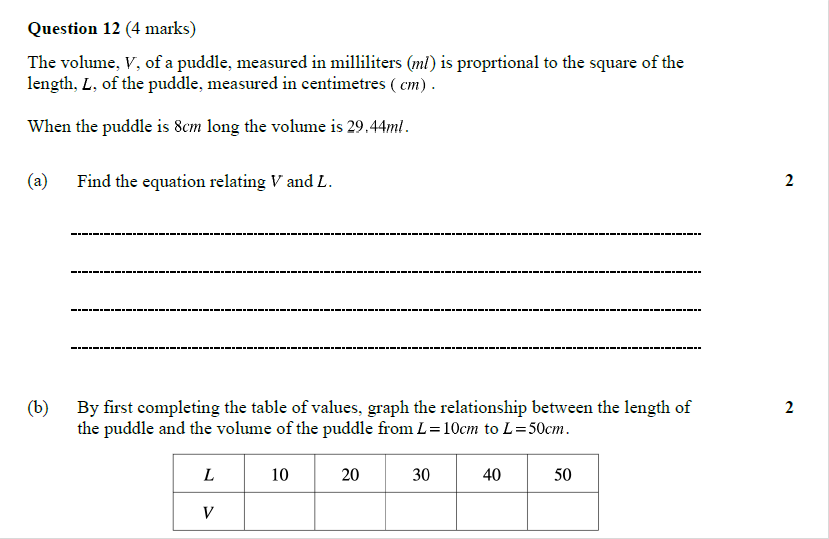 Question 12 (4 marks)
The volume, V, of a puddle, measured in milliliters (ml) is proprtional to the square of the
length, L, of the puddle, measured in centimetres ( cm) .
When the puddle is 8cm long the volume is 29.44ml.
(a) Find the equation relating V and L. 2
(b) By first completing the table of values, graph the relationship between the length of 2
the puddle and the volume of the puddle from L=10cm to L=50cm.
L 10 20 30 40 50
V